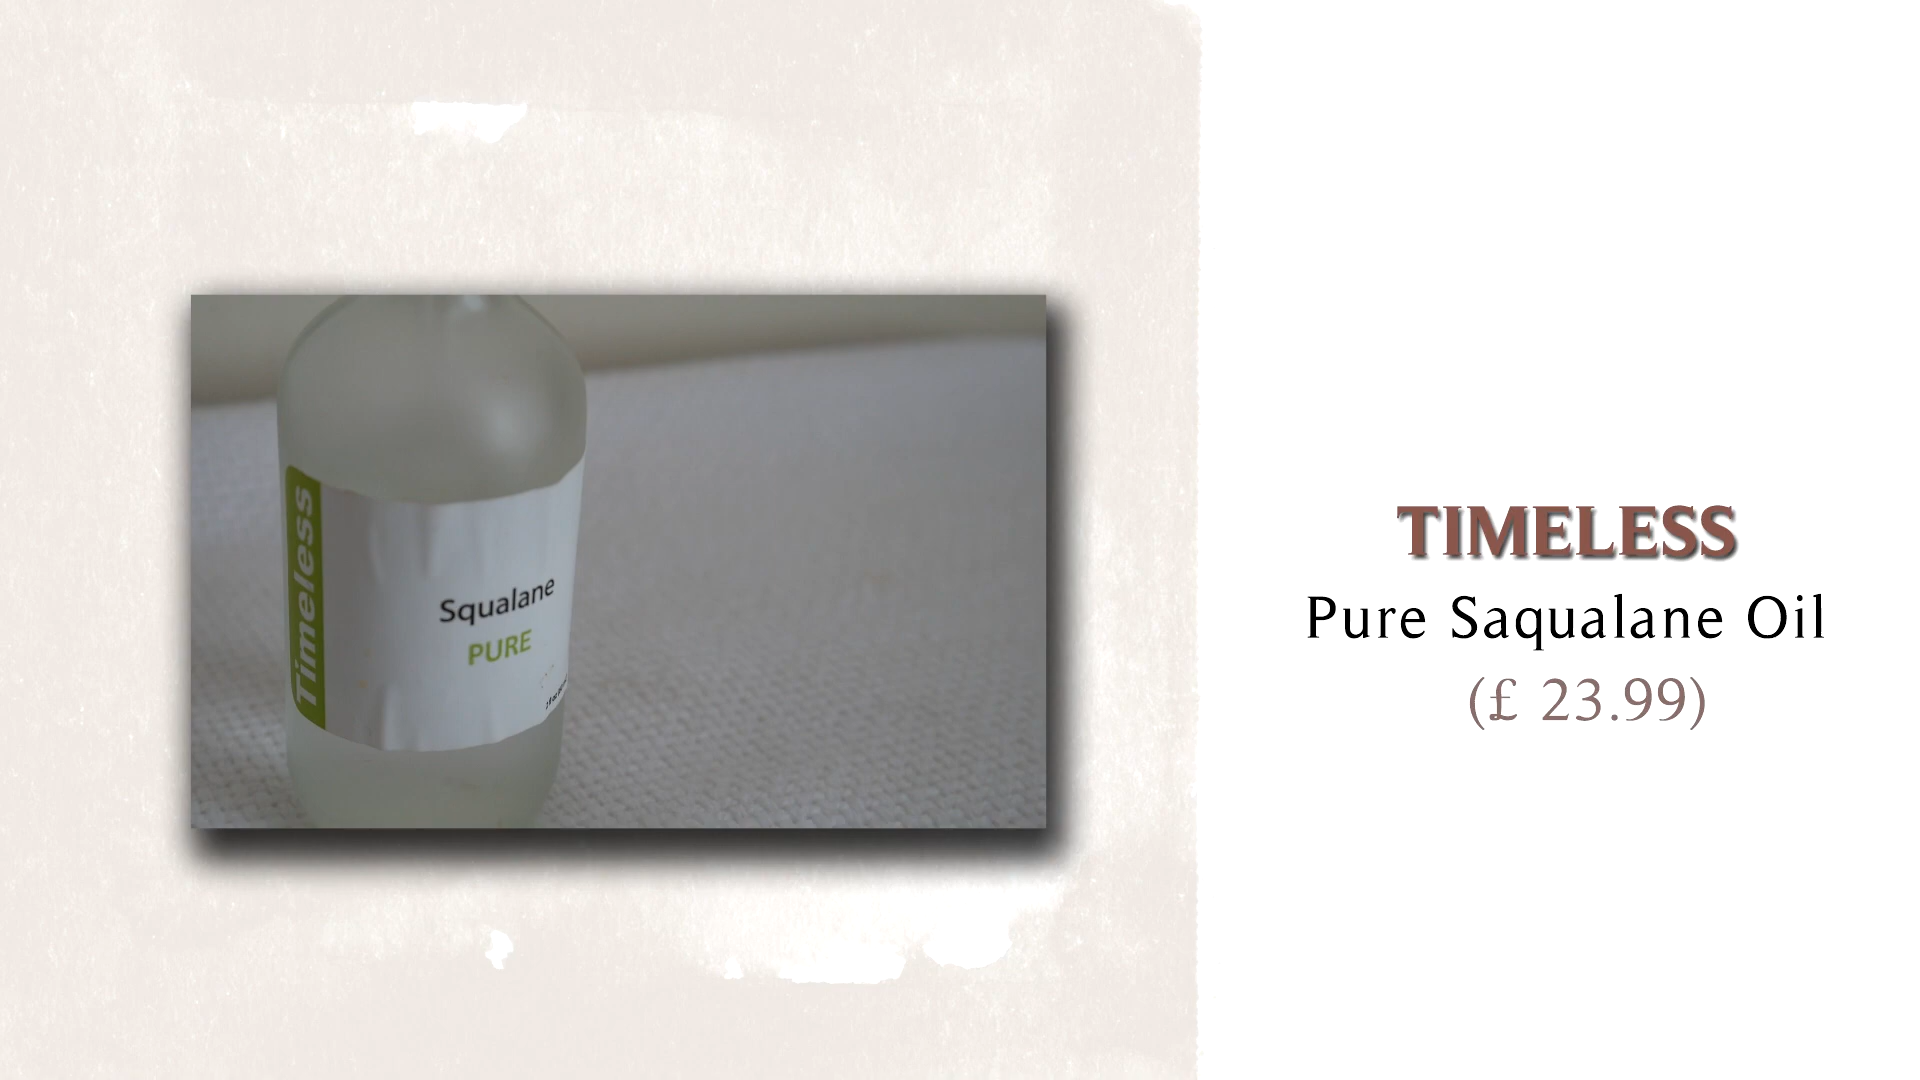 Timeless
Squalane
PURE
TIMELESS
Pure Saqualane Oil
(£ 23.99)